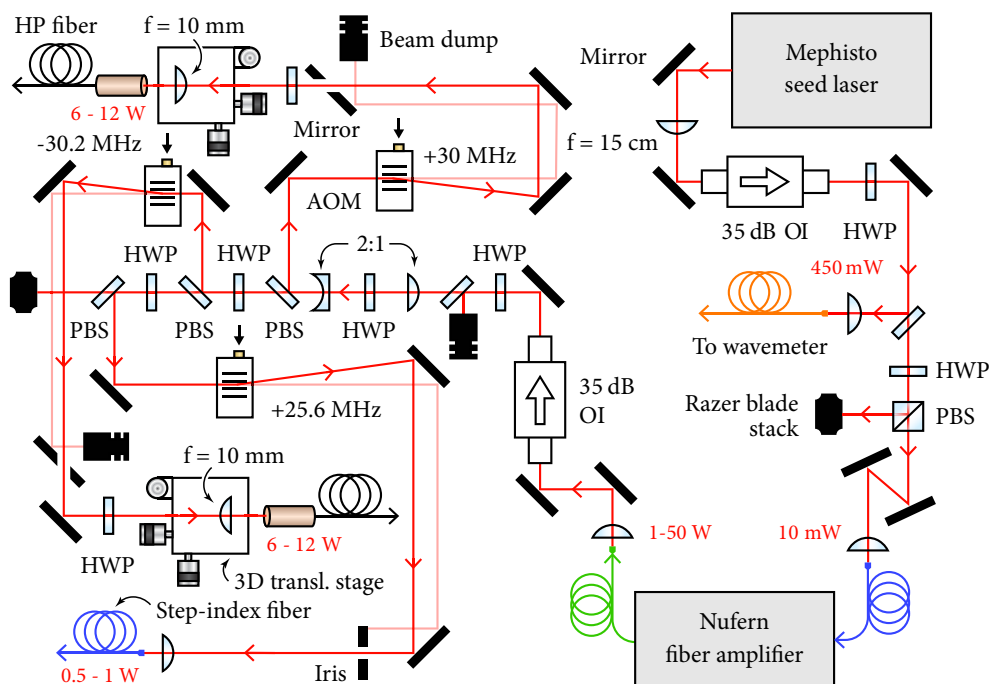 HP fiber
f = 10 mm
Beam dump
Mirror
Mephisto
seed laser
6 - 12 W
Mirror
-30.2 MHz
+30 MHz
f = 15 cm
AOM
35 dB OI
HWP
HWP
HWP
2:1
HWP
450 mW
PBS
PBS
PBS
HWP
To wavemeter
HWP
35 dB
OI
+25.6 MHz
Razer blade
stack
PBS
f = 10 mm
6 - 12 W
1-50 W
10 mW
HWP
3D transl. stage
Step-index fiber
Nufern
fiber amplifier
0.5 - 1 W
Iris